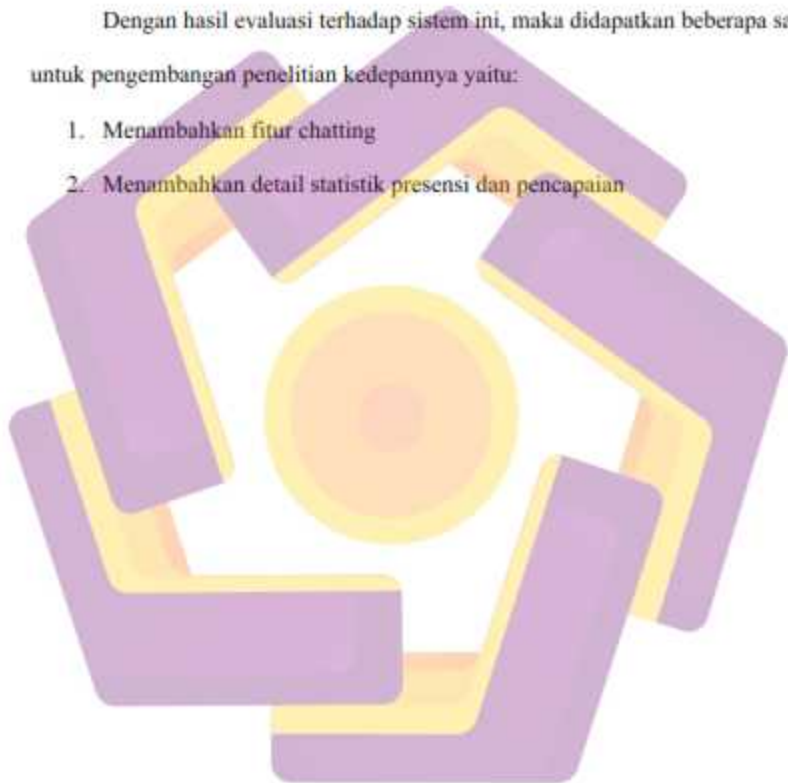 Dengan hasil evaluasi terhadap sistem ini, maka didapatkan beberapa
untuk pengembangan penelitian kedepannya yaitu:
1. Menambahkan fitur chatting
2. Menambahkan detail statistik presensi dan pencapaian